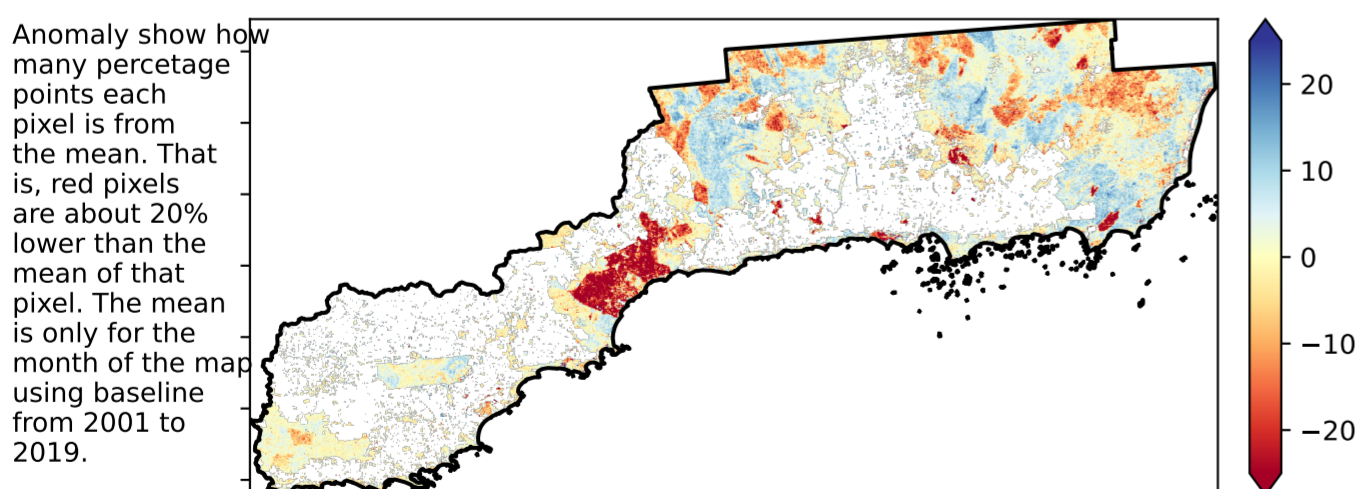 Anomaly show how
many percetage
points each
pixel is from
the mean. That
is, red pixels
are about 20%
lower than the
mean of that
pixel. The mean
is only for the
month of the map
using baseline
from 2001 to
2019.
20
10
0
−10
−20